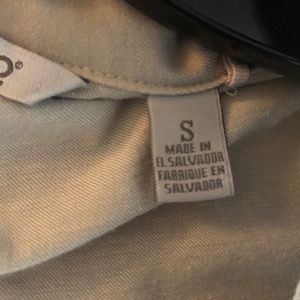 S
MADE IN
EL SALVADOR
FABRIQUE EN
SALVADOR